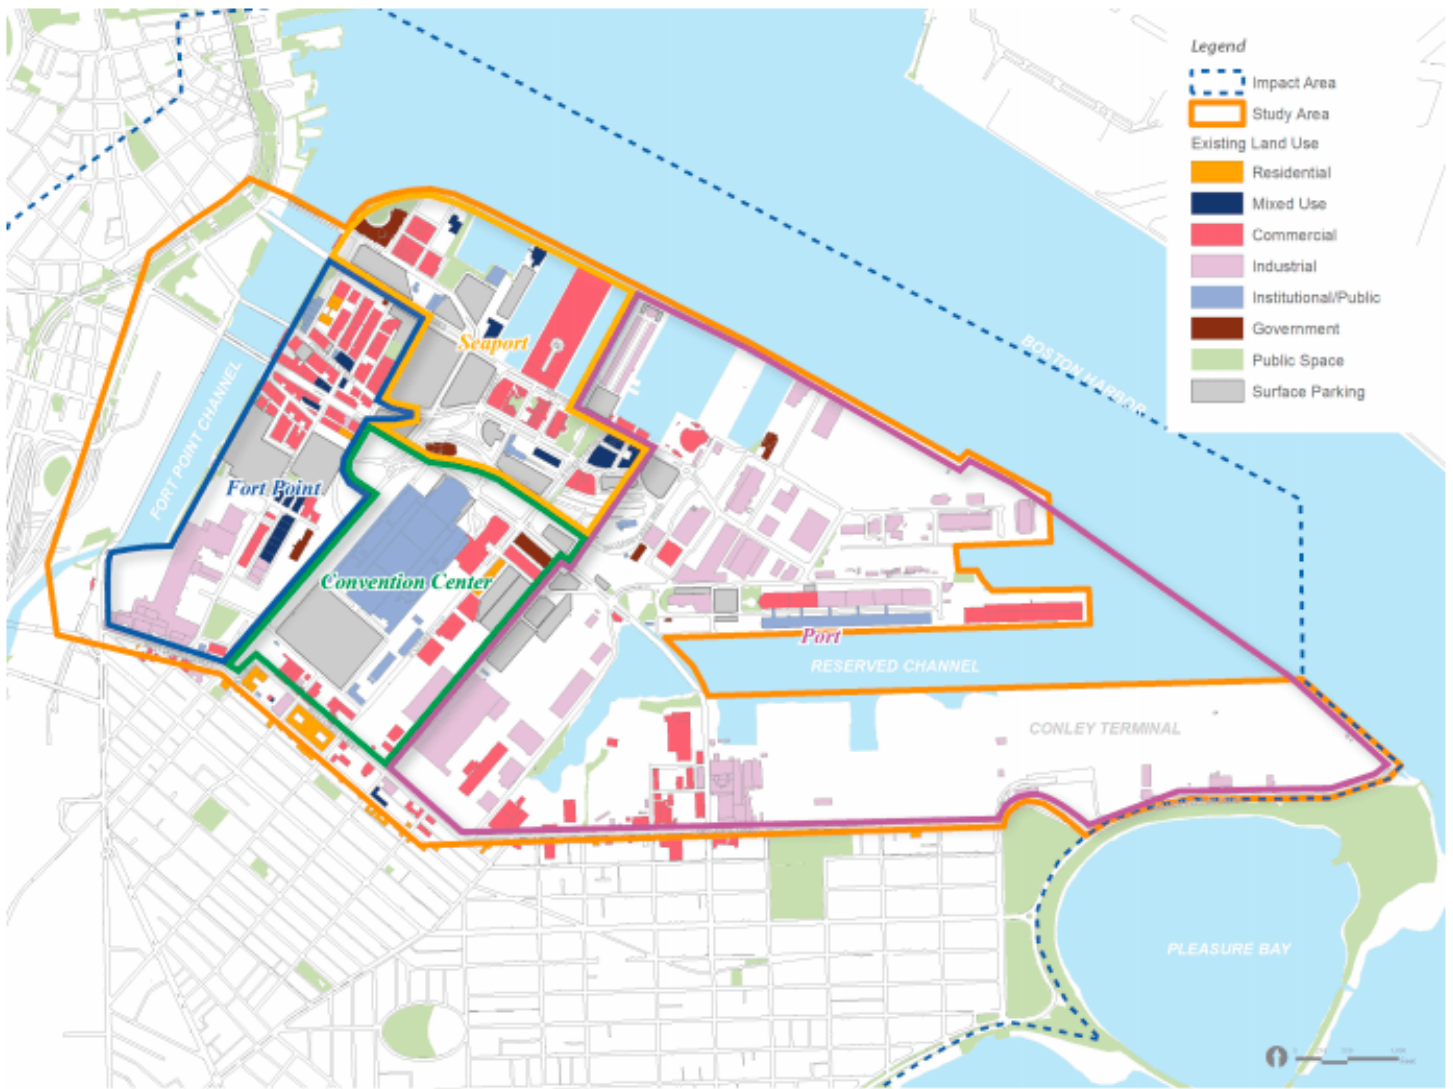 Legend
Impact Area
Study Area
Existing Land Use
Residential
Mixed Use
Commercial
Industrial
Institutional/Public
Government
Public Space
Surface Parking
BOSTON HARBOR
Seaport
FORT POINT CHANNEL
Fort Point
Convention Center
Port
RESERVED CHANNEL
CONLEY TERMINAL
PLEASURE BAY